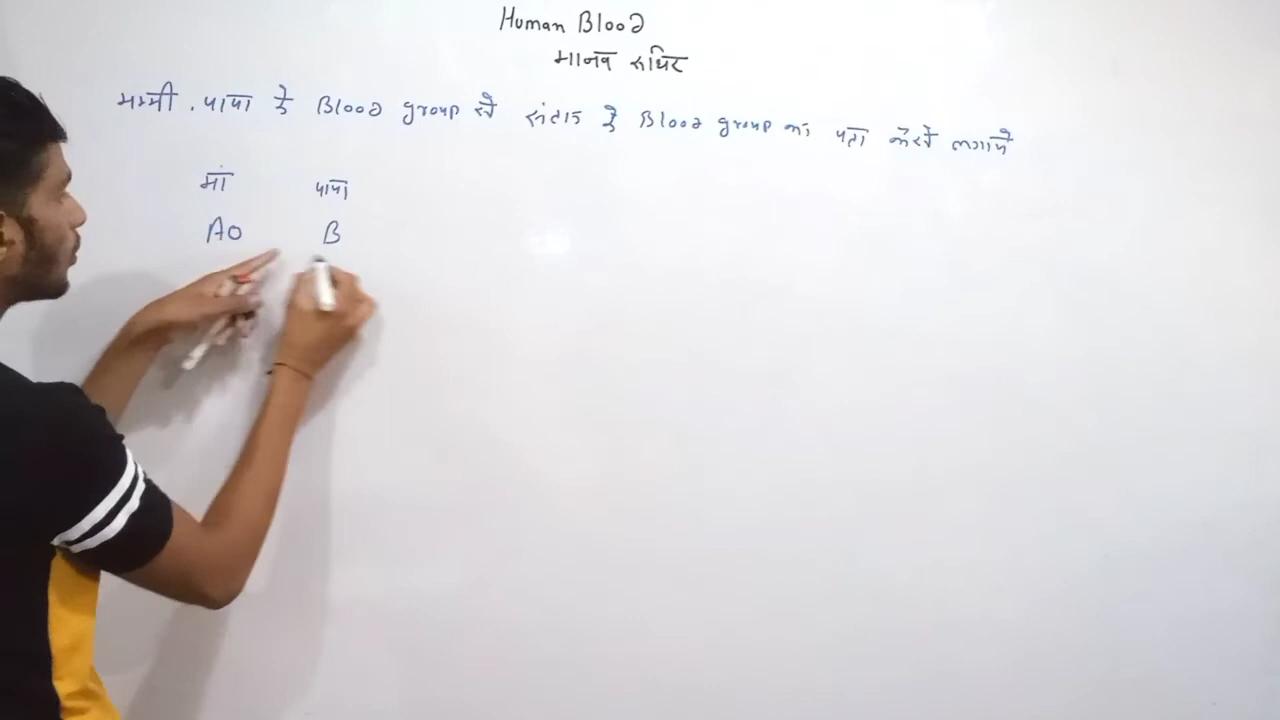 Human Blood
मानव रूधिर
मम्मी, पापा के Blood group से संतान के Blood group का पता कैसे लगायें
मां पापा
AO B